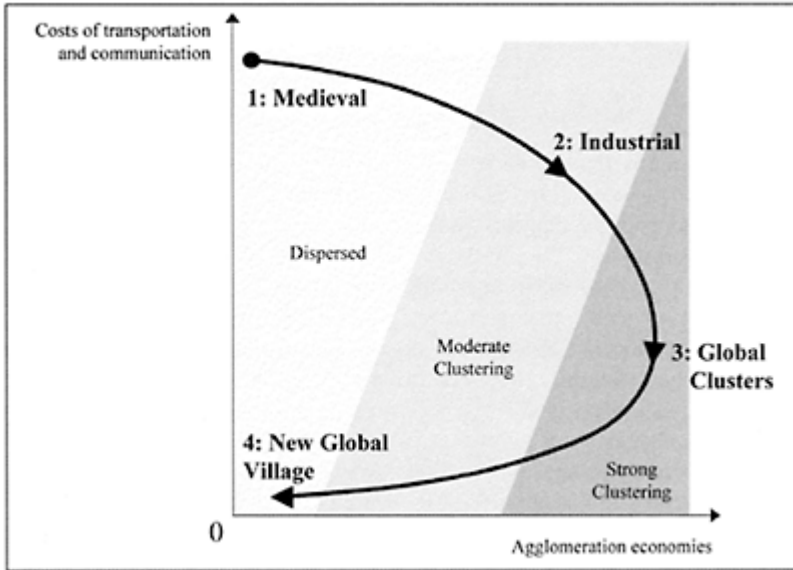 Costs of transportation
and communication
1: Medieval
2: Industrial
Dispersed
Moderate
Clustering
3: Global
Clusters
4: New Global
Village
Strong
Clustering
0
Agglomeration economies